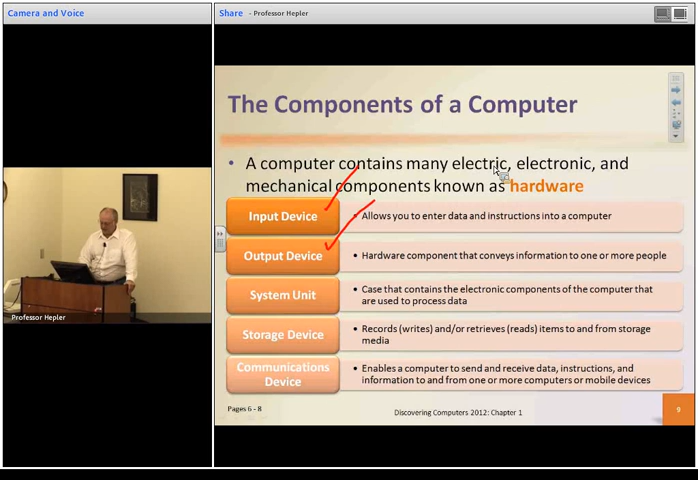 Camera and Voice
Share - Professor Hepler
The Components of a Computer
• A computer contains many electric, electronic, and
mechanical components known as hardware
Input Device
• Allows you to enter data and instructions into a computer
Output Device
• Hardware component that conveys information to one or more people
System Unit
• Case that contains the electronic components of the computer that
are used to process data
Storage Device
• Records (writes) and/or retrieves (reads) items to and from storage
media
Communications
Device
• Enables a computer to send and receive data, instructions, and
information to and from one or more computers or mobile devices
Professor Hepler
Pages 6 - 8
Discovering Computers 2012: Chapter 1
9